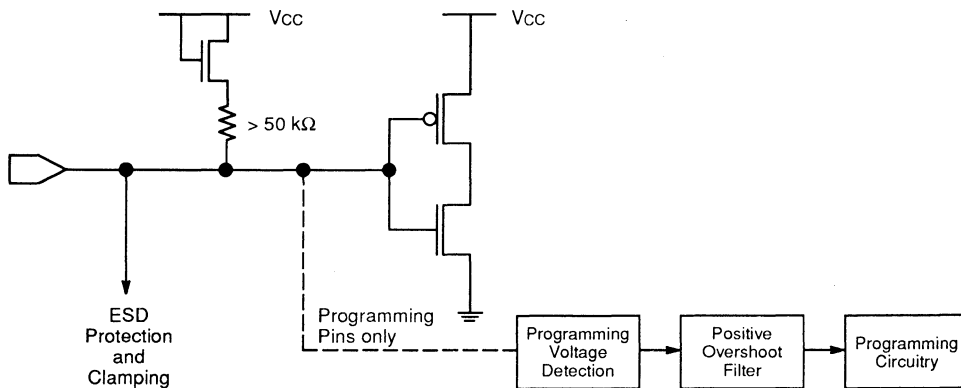 VCC
VCC
> 50 kΩ
ESD
Protection
and
Clamping
Programming
Pins only
Programming
Voltage
Detection
Positive
Overshoot
Filter
Programming
Circuitry